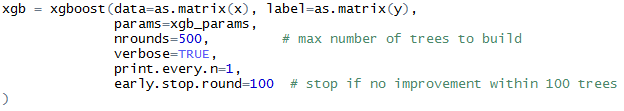 xgb = xgboost(data=as.matrix(x), label=as.matrix(y),
params=xgb_params,
nrounds=500, # max number of trees to build
verbose=TRUE,
print.every.n=1,
early.stop.round=100 # stop if no improvement within 100 trees
)